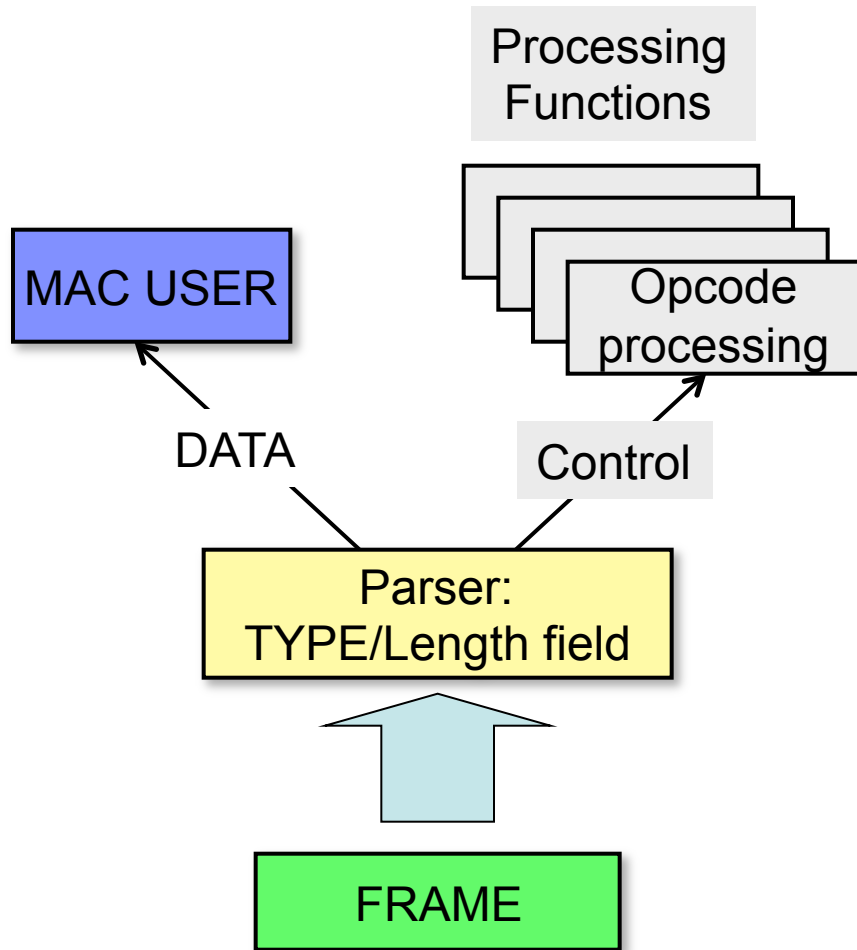 Processing
Functions
MAC USER
Opcode
processing
DATA
Control
Parser:
TYPE/Length field
FRAME